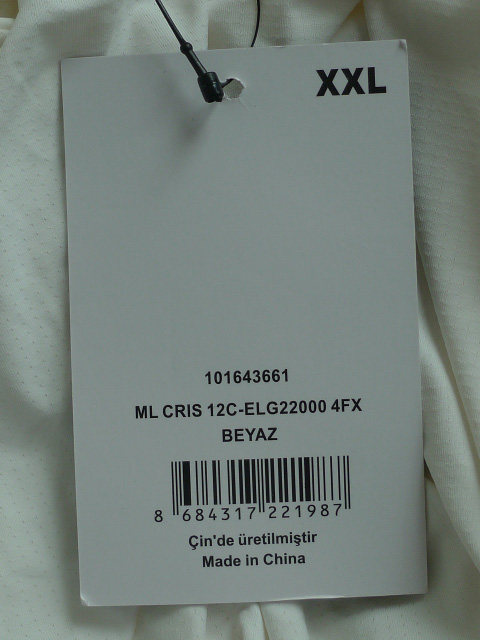 XXL
101643661
ML CRIS 12C-ELG22000 4FX
BEYAZ
8 684317 221987
Çin'de üretilmiştir
Made in China